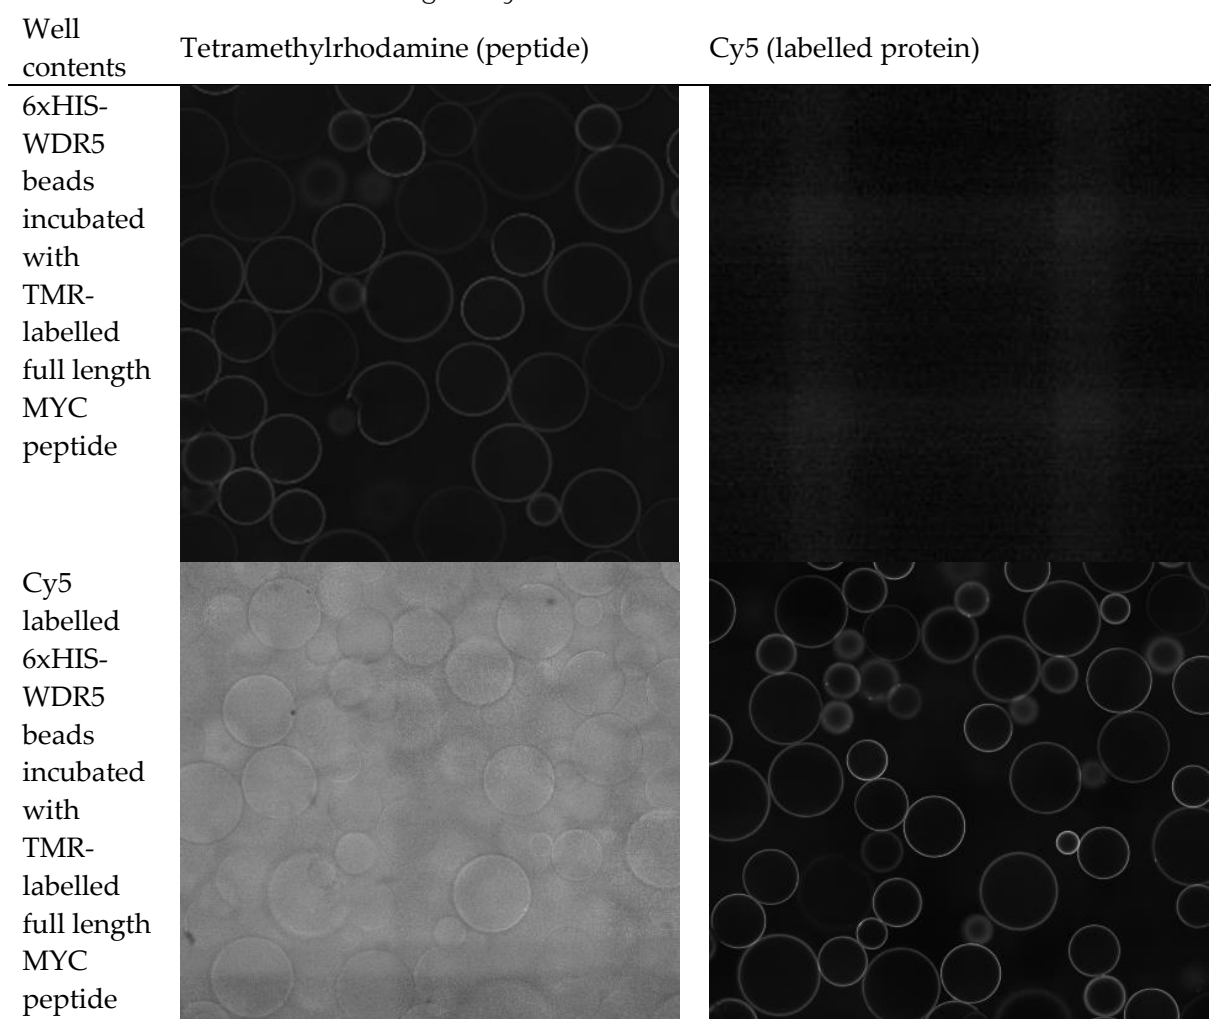 Well
contents
Tetramethylrhodamine (peptide)
Cy5 (labelled protein)
6xHIS-
WDR5
beads
incubated
with
TMR-
labelled
full length
MYC
peptide
Cy5
labelled
6xHIS-
WDR5
beads
incubated
with
TMR-
labelled
full length
MYC
peptide